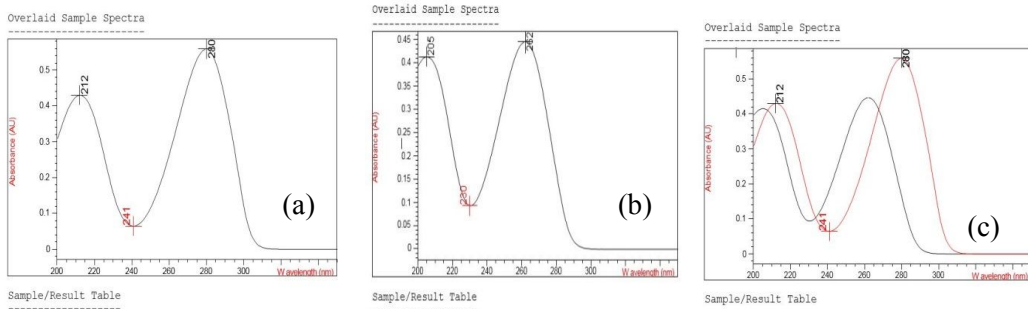 Overlaid Sample Spectra
--------------------
Absorbance (AU)
0.5
0.4
0.3
0.2
0.1
0
212
280
241
(a)
200 220 240 260 280 300
Wavelength (nm)
Sample/Result Table
--------------------
Overlaid Sample Spectra
--------------------
Absorbance (AU)
0.45
0.4
0.35
0.3
0.25
0.2
0.15
0.1
0.05
0
205
262
230
(b)
200 220 240 260 280 300
Wavelength (nm)
Sample/Result Table
--------------------
Overlaid Sample Spectra
--------------------
Absorbance (AU)
0.5
0.4
0.3
0.2
0.1
0
212
280
241
(c)
200 220 240 260 280 300
Wavelength (nm)
Sample/Result Table